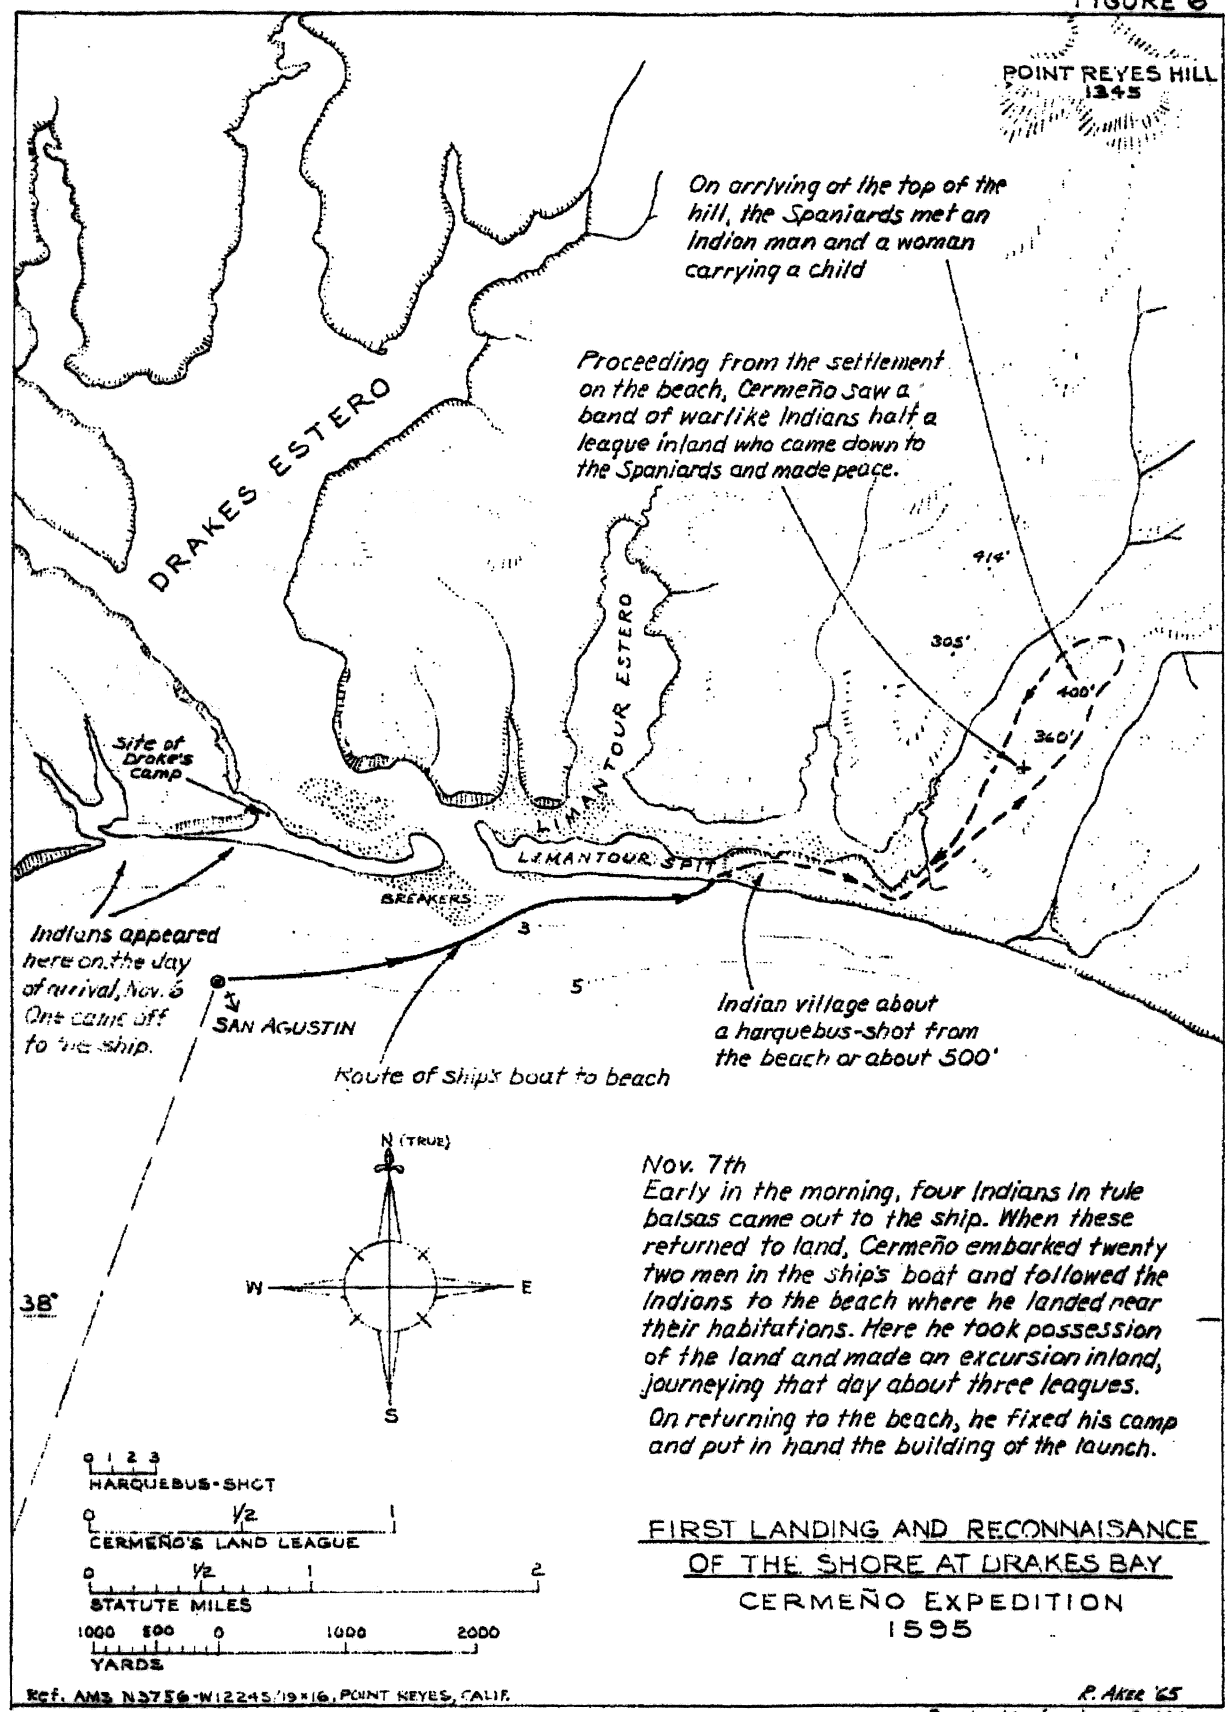 FIGURE 6
POINT REYES HILL
1345
On arriving at the top of the
hill, the Spaniards met an
Indian man and a woman
carrying a child
Proceeding from the settlement
on the beach, Cermeño saw a
band of warlike Indians half a
league inland who came down to
the Spaniards and made peace.
DRAKES ESTERO
LIMANTOUR ESTERO
414'
305'
400'
360'
Site of
Drake's
Camp
LIMANTOUR
LIMANTOUR SPIT
BREAKERS
3
5
Indians appeared
here on the day
of arrival, Nov. 6
One came off
to the ship.
SAN AGUSTIN
Route of ship's boat to beach
Indian village about
a harquebus-shot from
the beach or about 500'
N (TRUE)
W
E
S
38°
Nov. 7th
Early in the morning, four Indians in tule
balsas came out to the ship. When these
returned to land, Cermeño embarked twenty
two men in the ship's boat and followed the
Indians to the beach where he landed near
their habitations. Here he took possession
of the land and made an excursion inland,
journeying that day about three leagues.
On returning to the beach, he fixed his camp
and put in hand the building of the launch.
0 1 2 3
HARQUEBUS-SHOT
0 1/2 1
CERMEÑO'S LAND LEAGUE
0 1/2 1 2
STATUTE MILES
1000 500 0 1000 2000
YARDS
FIRST LANDING AND RECONNAISANCE
OF THE SHORE AT DRAKES BAY
CERMEÑO EXPEDITION
1595
Ref. AMS N3756-W12245/19×16, POINT REYES, CALIF.
R. AKER '65